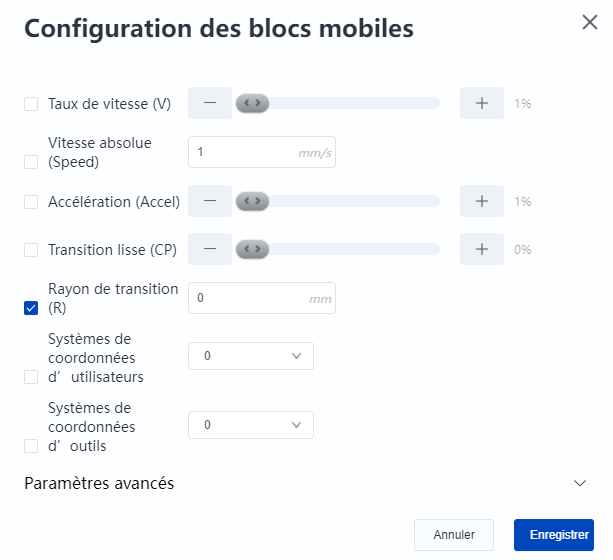 Configuration des blocs mobiles
Taux de vitesse (V) 1%
Vitesse absolue
(Speed)
1 mm/s
Accélération (Accel) 1%
Transition lisse (CP) 0%
Rayon de transition
(R)
0 mm
Systèmes de
coordonnées
d’ utilisateurs
0
Systèmes de
coordonnées
d’ outils
0
Paramètres avancés
Annuler Enregistrer